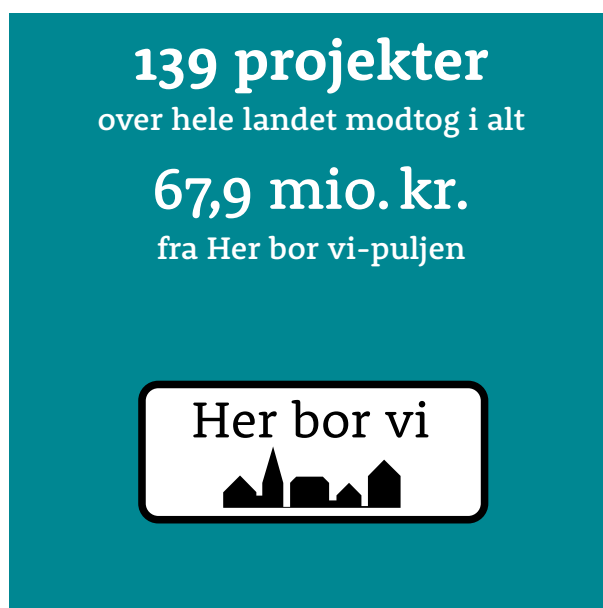 139 projekter
over hele landet modtog i alt
67,9 mio. kr.
fra Her bor vi-puljen
Her bor vi